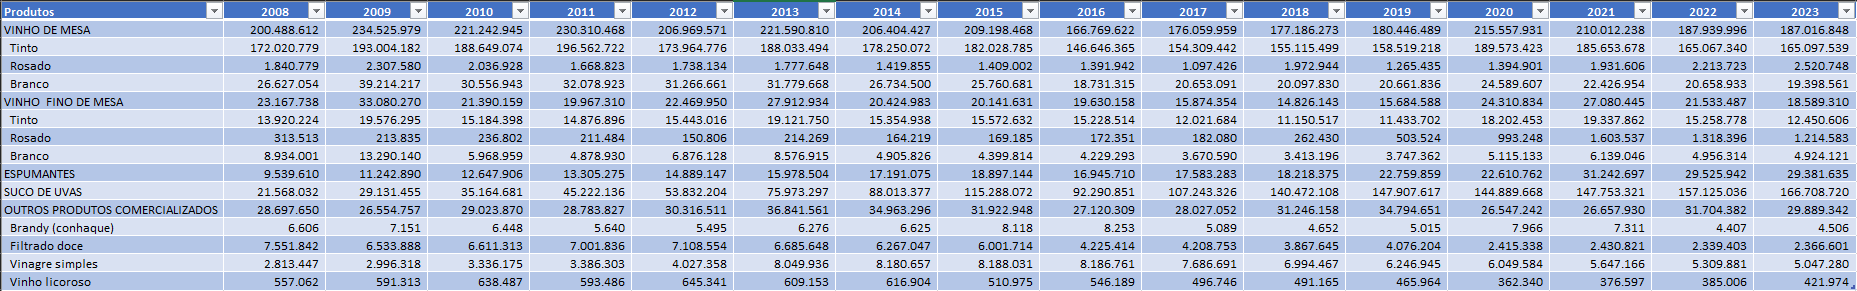 Produtos 2008 2009 2010 2011 2012 2013 2014 2015 2016 2017 2018 2019 2020 2021 2022 2023
VINHO DE MESA 200.488.612 234.525.979 221.242.945 230.310.468 206.969.571 221.590.810 206.404.427 209.198.468 166.769.622 176.059.959 177.186.273 180.446.489 215.557.931 210.012.238 187.939.996 187.016.848
Tinto 172.020.779 193.004.182 188.649.074 196.562.722 173.964.776 188.033.494 178.250.072 182.028.785 146.646.365 154.309.442 155.115.499 158.519.218 189.573.423 185.653.678 165.067.340 165.097.539
Rosado 1.840.779 2.307.580 2.036.928 1.668.823 1.738.134 1.777.648 1.419.855 1.409.002 1.391.942 1.097.426 1.972.944 1.265.435 1.394.901 1.931.606 2.213.723 2.520.748
Branco 26.627.054 39.214.217 30.556.943 32.078.923 31.266.661 31.779.668 26.734.500 25.760.681 18.731.315 20.653.091 20.097.830 20.661.836 24.589.607 22.426.954 20.658.933 19.398.561
VINHO FINO DE MESA 23.167.738 33.080.270 21.390.159 19.967.310 22.469.950 27.912.934 20.424.983 20.141.631 19.630.158 15.874.354 14.826.143 15.684.588 24.310.834 27.080.445 21.533.487 18.589.310
Tinto 13.920.224 19.576.295 15.184.398 14.876.896 15.443.016 19.121.750 15.354.938 15.572.632 15.228.514 12.021.684 11.150.517 11.433.702 18.202.453 19.337.862 15.258.778 12.450.606
Rosado 313.513 213.835 236.802 211.484 150.806 214.269 164.219 169.185 172.351 182.080 262.430 503.524 993.248 1.603.537 1.318.396 1.214.583
Branco 8.934.001 13.290.140 5.968.959 4.878.930 6.876.128 8.576.915 4.905.826 4.399.814 4.229.293 3.670.590 3.413.196 3.747.362 5.115.133 6.139.046 4.956.314 4.924.121
ESPUMANTES 9.539.610 11.242.890 12.647.906 13.305.275 14.889.147 15.978.504 17.191.075 18.897.144 16.945.710 17.583.283 18.218.375 22.759.859 22.610.762 31.242.697 29.525.942 29.381.635
SUCO DE UVAS 21.568.032 29.131.455 35.164.681 45.222.136 53.832.204 75.973.297 88.013.377 115.288.072 92.290.851 107.243.326 140.472.108 147.907.617 144.889.668 147.753.321 157.125.036 166.708.720
OUTROS PRODUTOS COMERCIALIZADOS 28.697.650 26.554.757 29.023.870 28.783.827 30.316.511 36.841.561 34.963.296 31.922.948 27.120.309 28.027.052 31.246.158 34.794.651 26.547.242 26.657.930 31.704.382 29.889.342
Brandy (conhaque) 6.606 7.151 6.448 5.640 5.495 6.276 6.625 8.118 8.253 5.089 4.652 5.015 7.966 7.311 4.407 4.506
Filtrado doce 7.551.842 6.533.888 6.611.313 7.001.836 7.108.554 6.685.648 6.267.047 6.001.714 4.225.414 4.208.753 3.867.645 4.076.204 2.415.338 2.430.821 2.339.403 2.366.601
Vinagre simples 2.813.447 2.996.318 3.336.175 3.386.303 4.027.358 8.049.936 8.180.657 8.188.031 8.186.761 7.686.691 6.994.467 6.246.945 6.049.584 5.647.166 5.309.881 5.047.280
Vinho licoroso 557.062 591.313 638.487 593.486 645.341 609.153 616.904 510.975 546.189 496.746 491.165 465.964 362.340 376.597 385.006 421.974